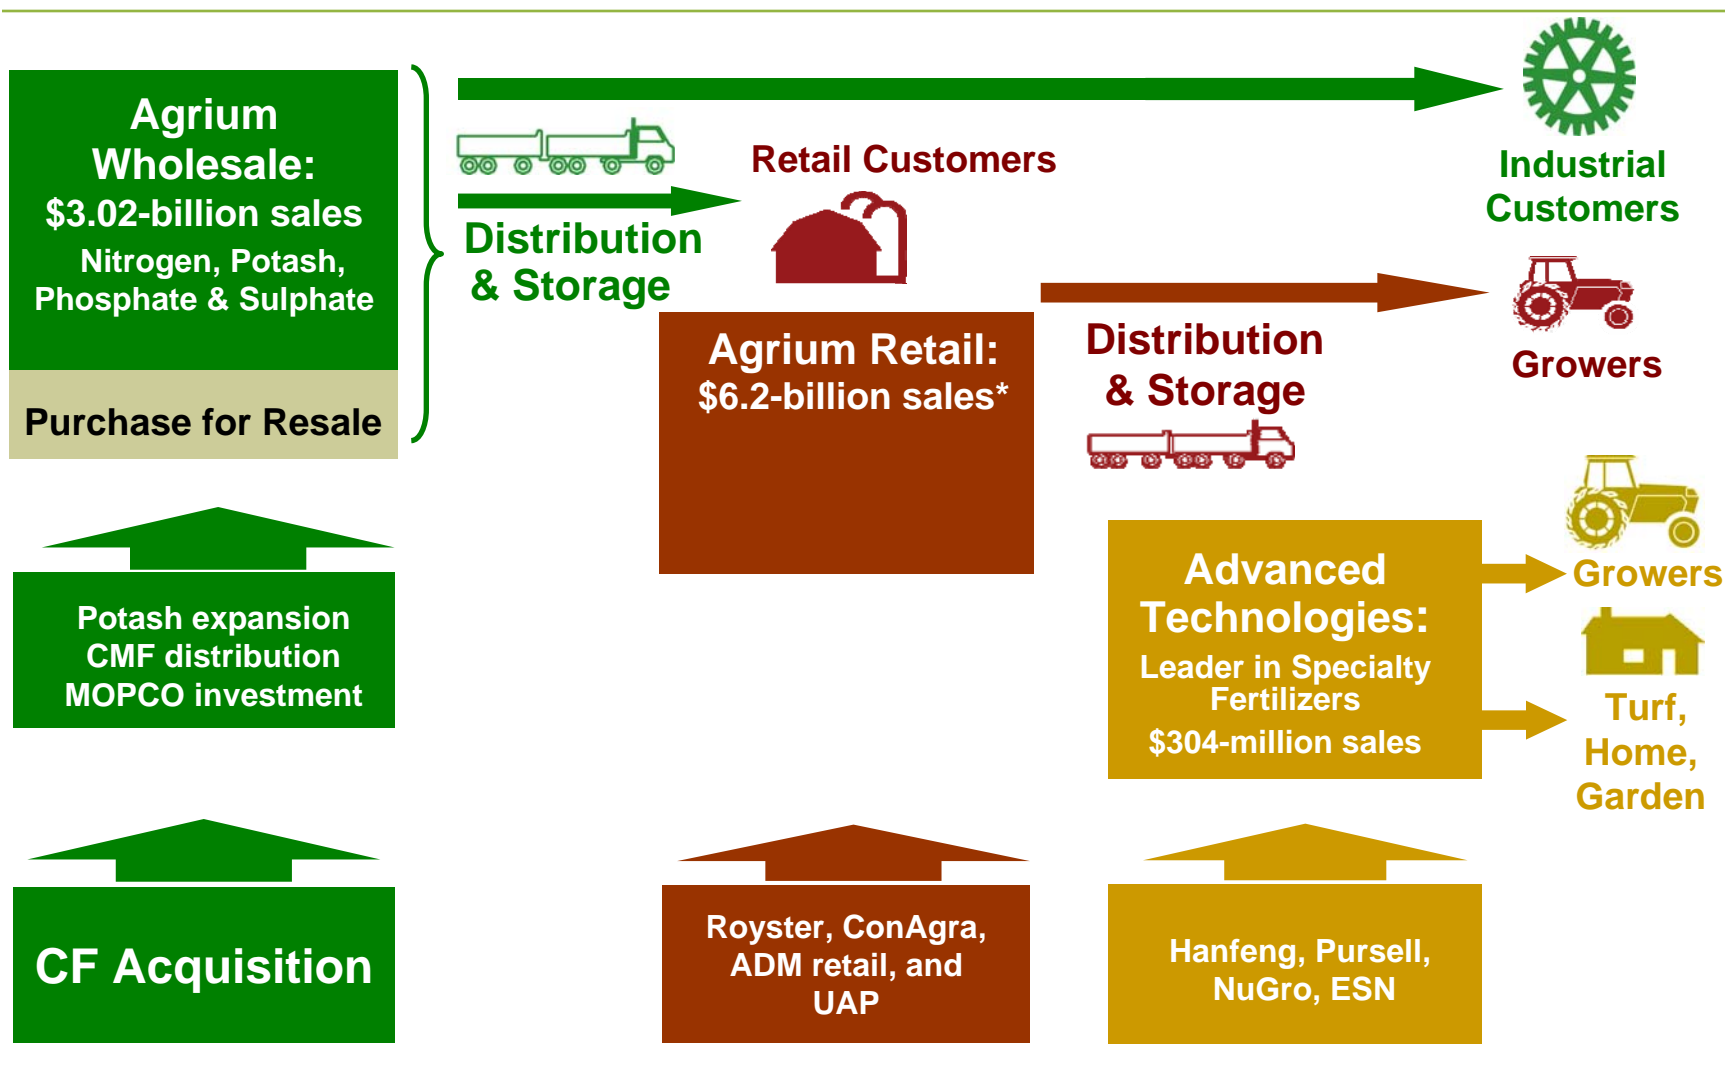 Agrium
Wholesale:
$3.02-billion sales
Nitrogen, Potash,
Phosphate & Sulphate
Purchase for Resale
Distribution
& Storage
Retail Customers
Industrial
Customers
Agrium Retail:
$6.2-billion sales*
Distribution
& Storage
Growers
Potash expansion
CMF distribution
MOPCO investment
Advanced
Technologies:
Leader in Specialty
Fertilizers
$304-million sales
Growers
Turf,
Home,
Garden
CF Acquisition
Royster, ConAgra,
ADM retail, and
UAP
Hanfeng, Pursell,
NuGro, ESN